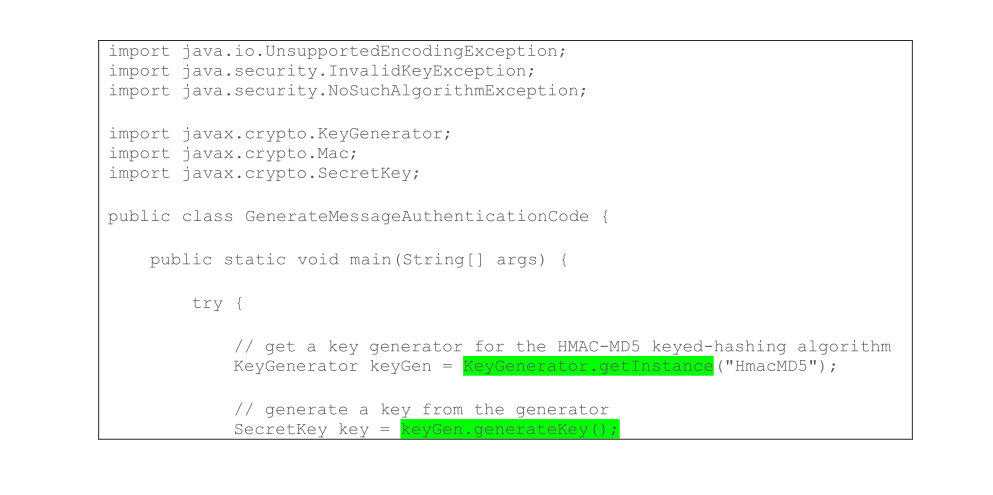 import java.io.UnsupportedEncodingException;
import java.security.InvalidKeyException;
import java.security.NoSuchAlgorithmException;
import javax.crypto.KeyGenerator;
import javax.crypto.Mac;
import javax.crypto.SecretKey;
public class GenerateMessageAuthenticationCode {
public static void main(String[] args) {
try {
// get a key generator for the HMAC-MD5 keyed-hashing algorithm
KeyGenerator keyGen = KeyGenerator.getInstance("HmacMD5");
// generate a key from the generator
SecretKey key = keyGen.generateKey();